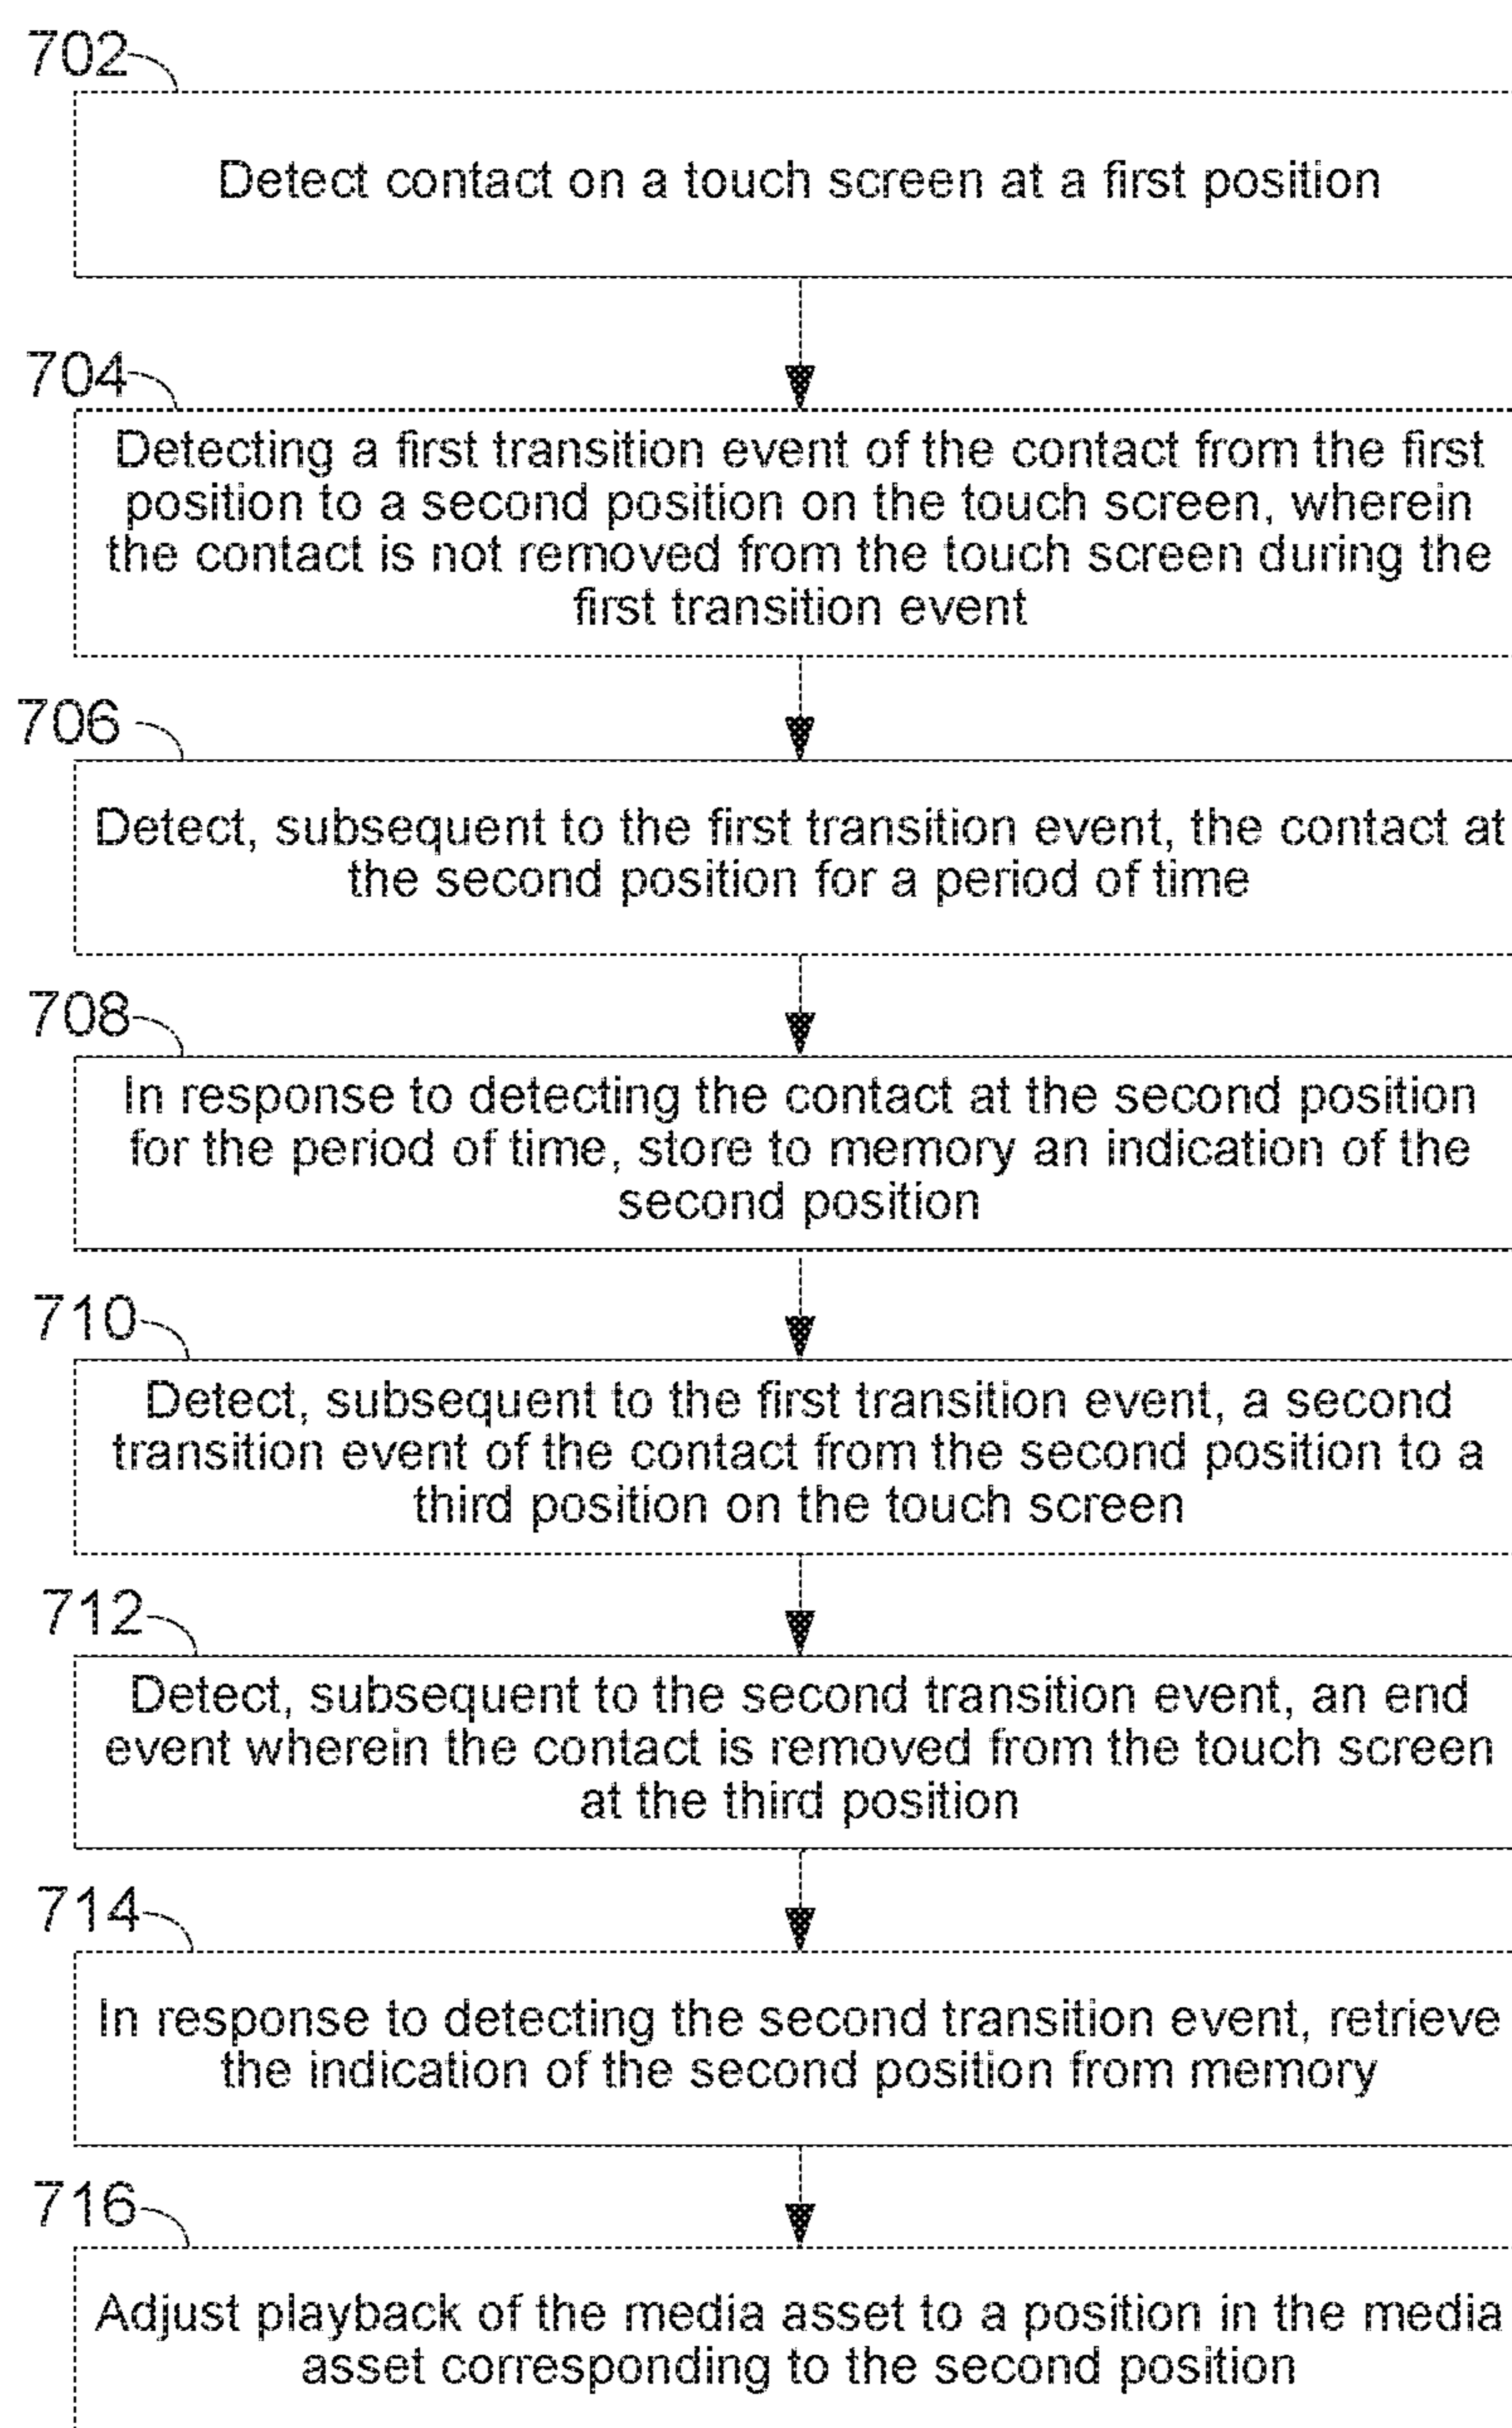 702
Detect contact on a touch screen at a first position
704
Detecting a first transition event of the contact from the first
position to a second position on the touch screen, wherein
the contact is not removed from the touch screen during the
first transition event
706
Detect, subsequent to the first transition event, the contact at
the second position for a period of time
708
In response to detecting the contact at the second position
for the period of time, store to memory an indication of the
second position
710
Detect, subsequent to the first transition event, a second
transition event of the contact from the second position to a
third position on the touch screen
712
Detect, subsequent to the second transition event, an end
event wherein the contact is removed from the touch screen
at the third position
714
In response to detecting the second transition event, retrieve
the indication of the second position from memory
716
Adjust playback of the media asset to a position in the media
asset corresponding to the second position